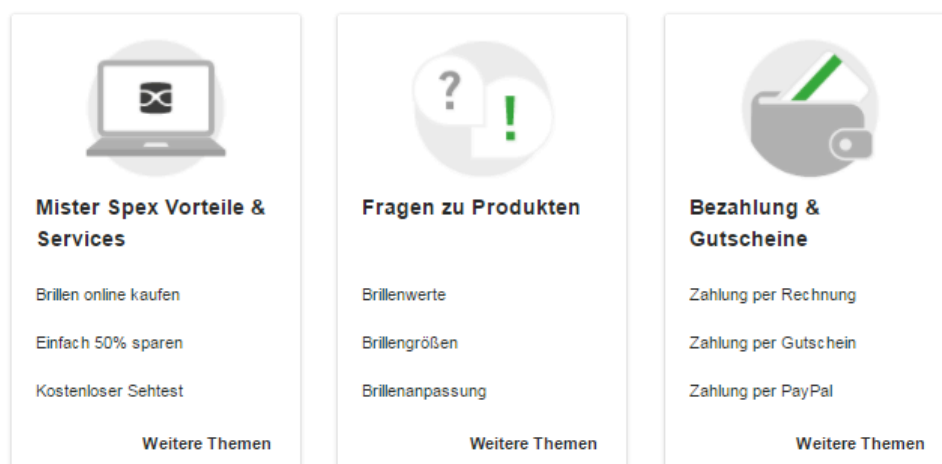 ?
!
Mister Spex Vorteile &
Services
Brillen online kaufen
Einfach 50% sparen
Kostenloser Sehtest
Weitere Themen
Fragen zu Produkten
Brillenwerte
Brillengrößen
Brillenanpassung
Weitere Themen
Bezahlung &
Gutscheine
Zahlung per Rechnung
Zahlung per Gutschein
Zahlung per PayPal
Weitere Themen